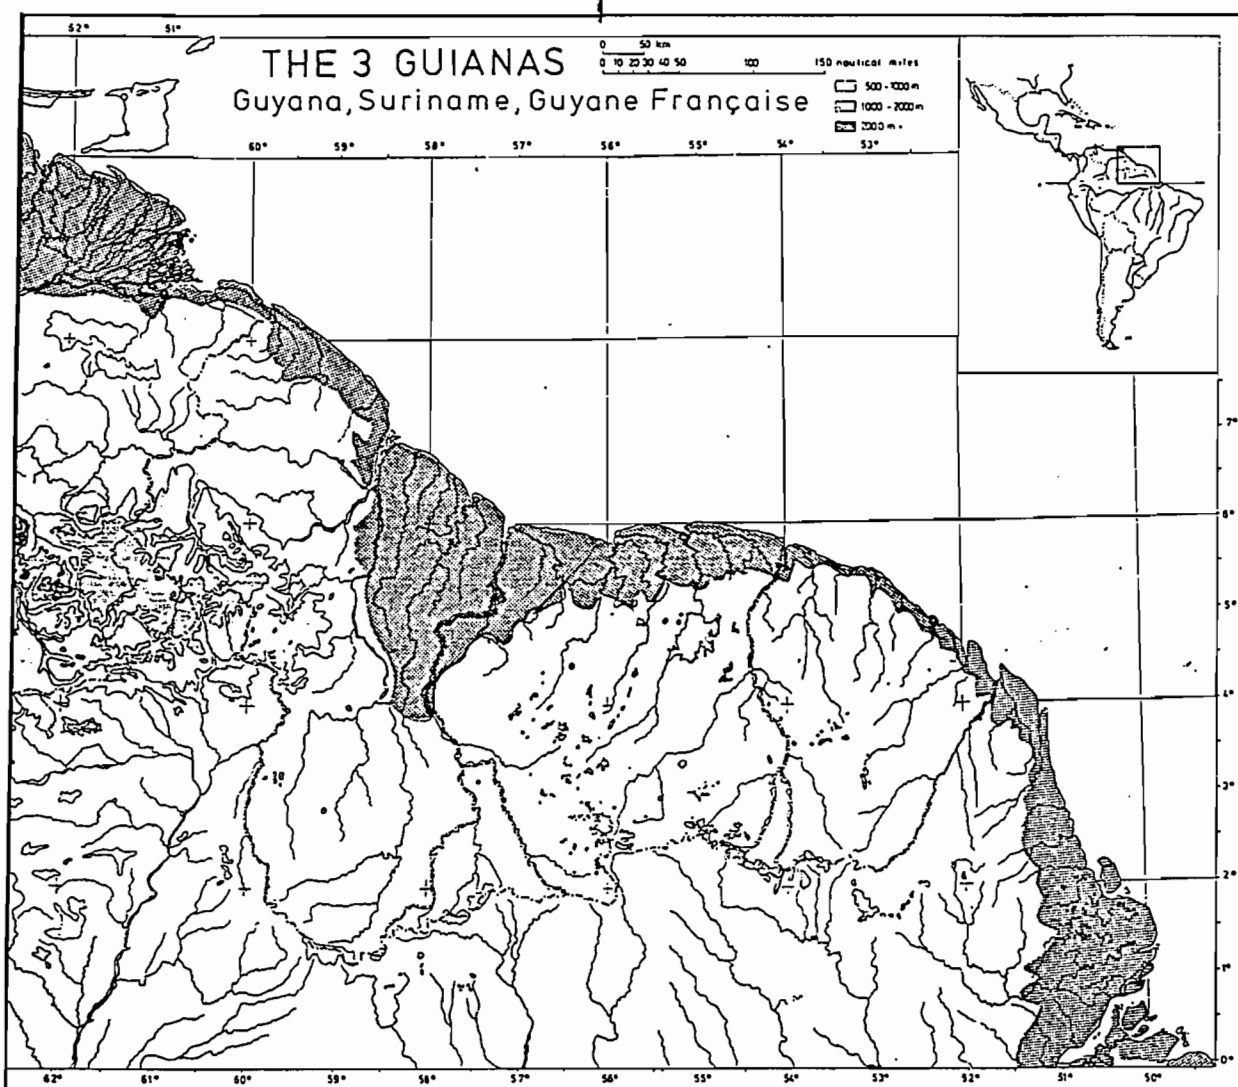 52° 51°
THE 3 GUIANAS
Guyana, Suriname, Guyane Française
0 50 km
0 10 20 30 40 50 100 150 nautical miles
500 - 1000 m
1000 - 2000 m
2000 m +
60° 59° 58° 57° 56° 55° 54° 53°
7°
6°
5°
4°
3°
2°
1°
0°
62° 61° 60° 59° 58° 57° 56° 55° 54° 53° 52° 51° 50°